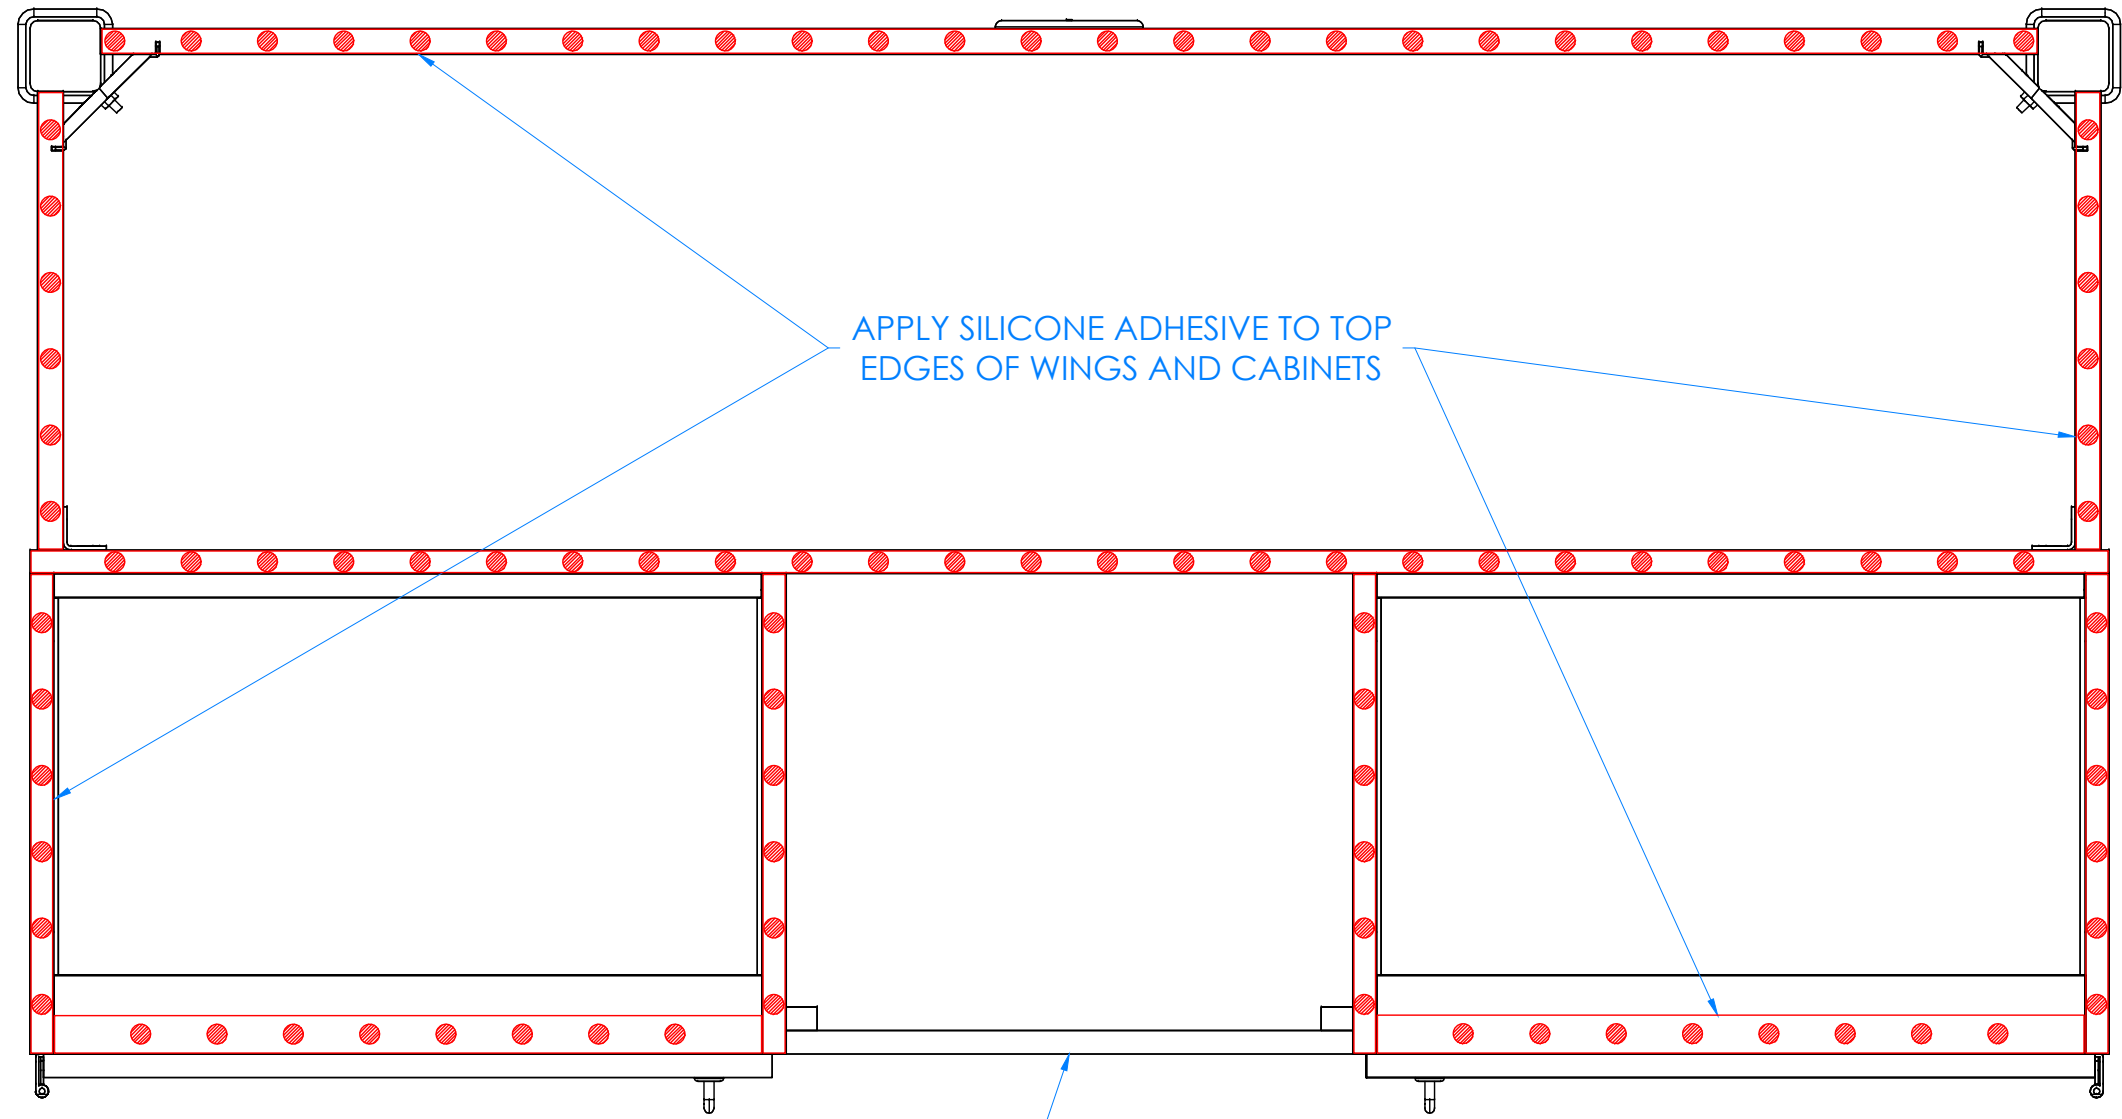 APPLY SILICONE ADHESIVE TO TOP
EDGES OF WINGS AND CABINETS